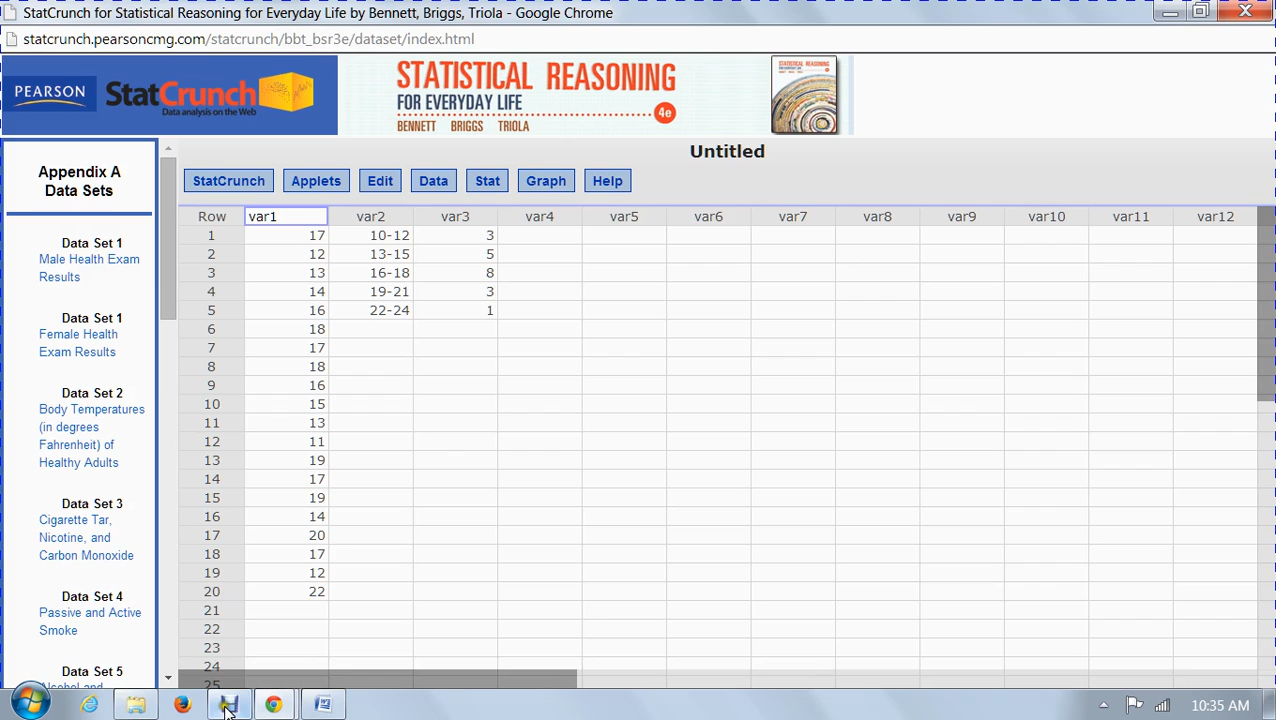 StatCrunch for Statistical Reasoning for Everyday Life by Bennett, Briggs, Triola - Google Chrome
statcrunch.pearsoncmg.com/statcrunch/bbt_bsr3e/dataset/index.html
PEARSON StatCrunch
Data analysis on the Web
STATISTICAL REASONING
FOR EVERYDAY LIFE 4e
BENNETT BRIGGS TRIOLA
STATISTICAL REASONING
Untitled
StatCrunch Applets Edit Data Stat Graph Help
Appendix A
Data Sets
Data Set 1
Male Health Exam
Results
Data Set 1
Female Health
Exam Results
Data Set 2
Body Temperatures
(in degrees
Fahrenheit) of
Healthy Adults
Data Set 3
Cigarette Tar,
Nicotine, and
Carbon Monoxide
Data Set 4
Passive and Active
Smoke
Data Set 5
Alcohol and
Row var1 var2 var3 var4 var5 var6 var7 var8 var9 var10 var11 var12
1 17 10-12 3
2 12 13-15 5
3 13 16-18 8
4 14 19-21 3
5 16 22-24 1
6 18
7 17
8 18
9 16
10 15
11 13
12 11
13 19
14 17
15 19
16 14
17 20
18 17
19 12
20 22
21
22
23
24
25
10:35 AM